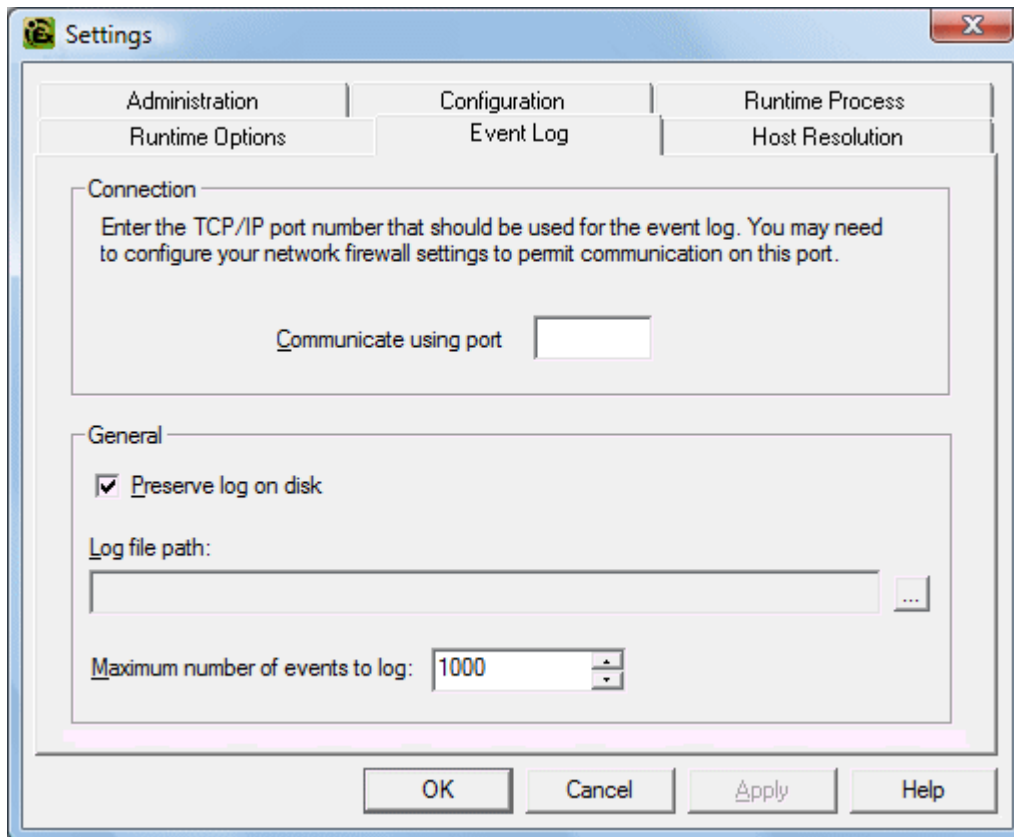 Settings
Administration
Configuration
Runtime Process
Runtime Options
Event Log
Host Resolution
Connection
Enter the TCP/IP port number that should be used for the event log. You may need
to configure your network firewall settings to permit communication on this port.
Communicate using port
General
Preserve log on disk
Log file path:
...
Maximum number of events to log: 1000
OK
Cancel
Apply
Help